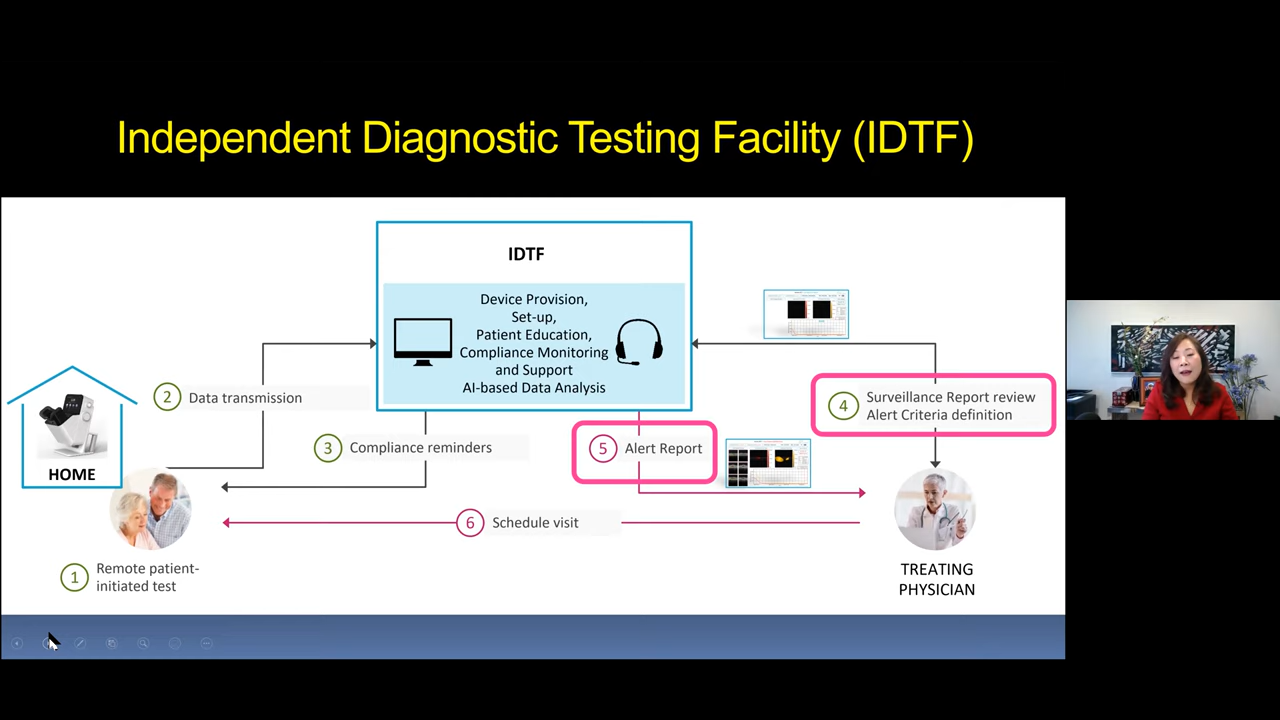 Independent Diagnostic Testing Facility (IDTF)
IDTF
Device Provision,
Set-up,
Patient Education,
Compliance Monitoring
and Support
AI-based Data Analysis
HOME
1
Remote patient-
initiated test
2
Data transmission
3
Compliance reminders
4
Surveillance Report review
Alert Criteria definition
5
Alert Report
6
Schedule visit
TREATING
PHYSICIAN